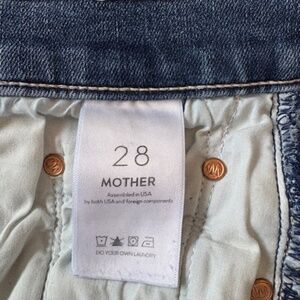 28
MOTHER
Assembled in USA
by both USA and foreign components
DO YOUR OWN LAUNDRY